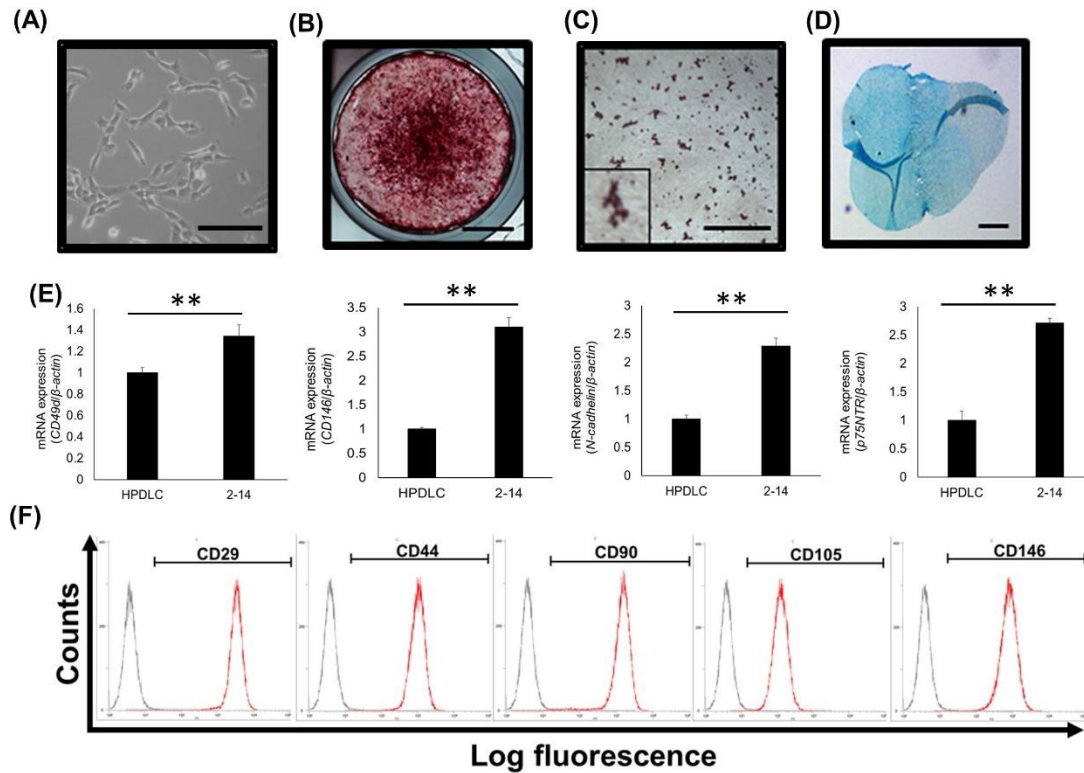 (A)
(B)
(C)
(D)
(E)
**
1.6
1.4
1.2
1
0.8
0.6
0.4
0.2
0
mRNA expression
(CD49d/β-actin)
HPDLC 2-14
**
3.5
3
2.5
2
1.5
1
0.5
0
mRNA expression
(CD146/β-actin)
HPDLC 2-14
**
3
2.5
2
1.5
1
0.5
0
mRNA expression
(N-cadhelin/β-actin)
HPDLC 2-14
**
3
2.5
2
1.5
1
0.5
0
mRNA expression
(p75NTR/β-actin)
HPDLC 2-14
(F)
CD29
CD44
CD90
CD105
CD146
Counts
Log fluorescence